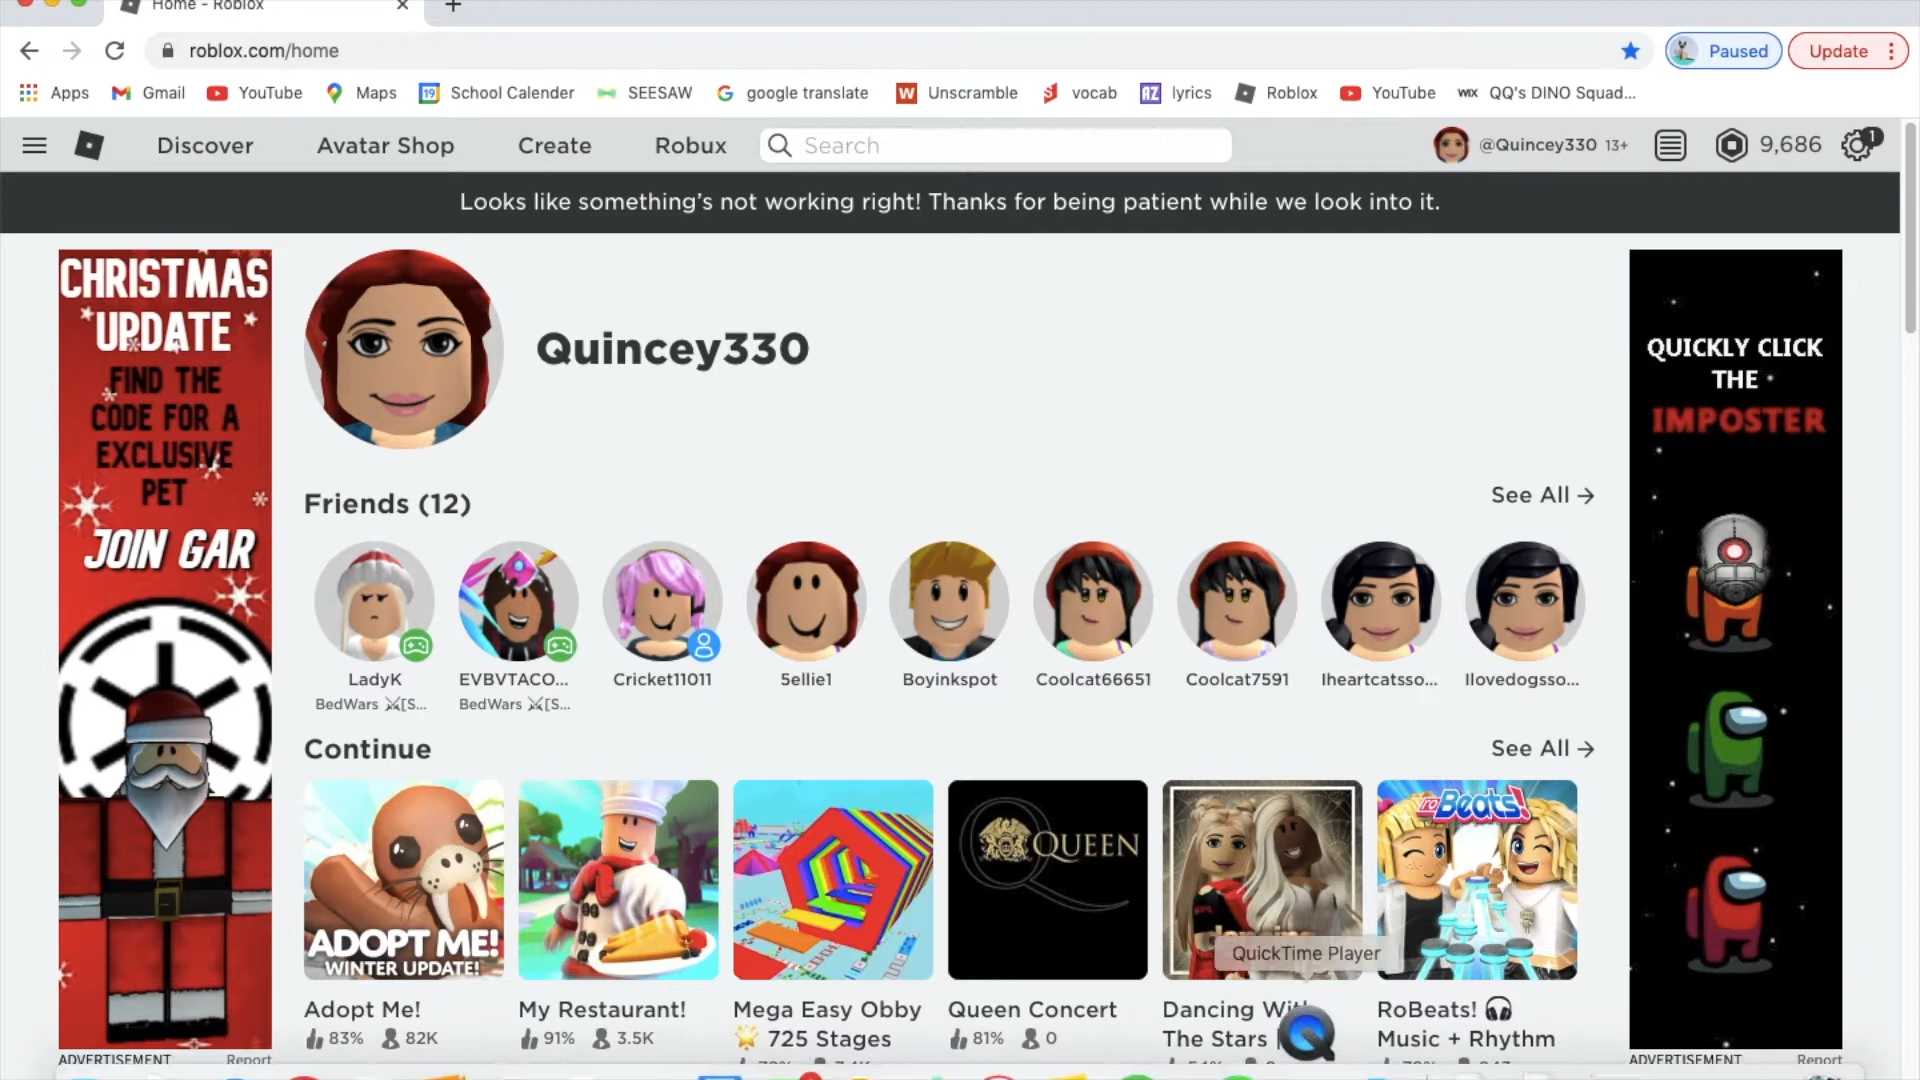 Home - Roblox
roblox.com/home
Paused
Update
Apps
Gmail
YouTube
Maps
19
School Calender
SEESAW
google translate
W
Unscramble
vocab
AZ
lyrics
Roblox
YouTube
WIX
QQ's DINO Squad...
Discover
Avatar Shop
Create
Robux
Search
@Quincey330 13+
9,686
1
Looks like something's not working right! Thanks for being patient while we look into it.
CHRISTMAS
UPDATE
FIND THE
CODE FOR A
EXCLUSIVE
PET
JOIN GAR
ADVERTISEMENT
Report
Quincey330
Friends (12)
See All →
LadyK
BedWars ⚔[S...
EVBVTACO...
BedWars ⚔[S...
Cricket11011
5ellie1
Boyinkspot
Coolcat66651
Coolcat7591
Iheartcatsso...
Ilovedogsso...
Continue
See All →
ADOPT ME!
WINTER UPDATE!
QUEEN
roBeats!
QuickTime Player
Adopt Me!
83% 82K
My Restaurant!
91% 3.5K
Mega Easy Obby
🌟 725 Stages
Queen Concert
81% 0
Dancing With
The Stars |
RoBeats! 🎧
Music + Rhythm
QUICKLY CLICK
THE
IMPOSTER
ADVERTISEMENT
Report